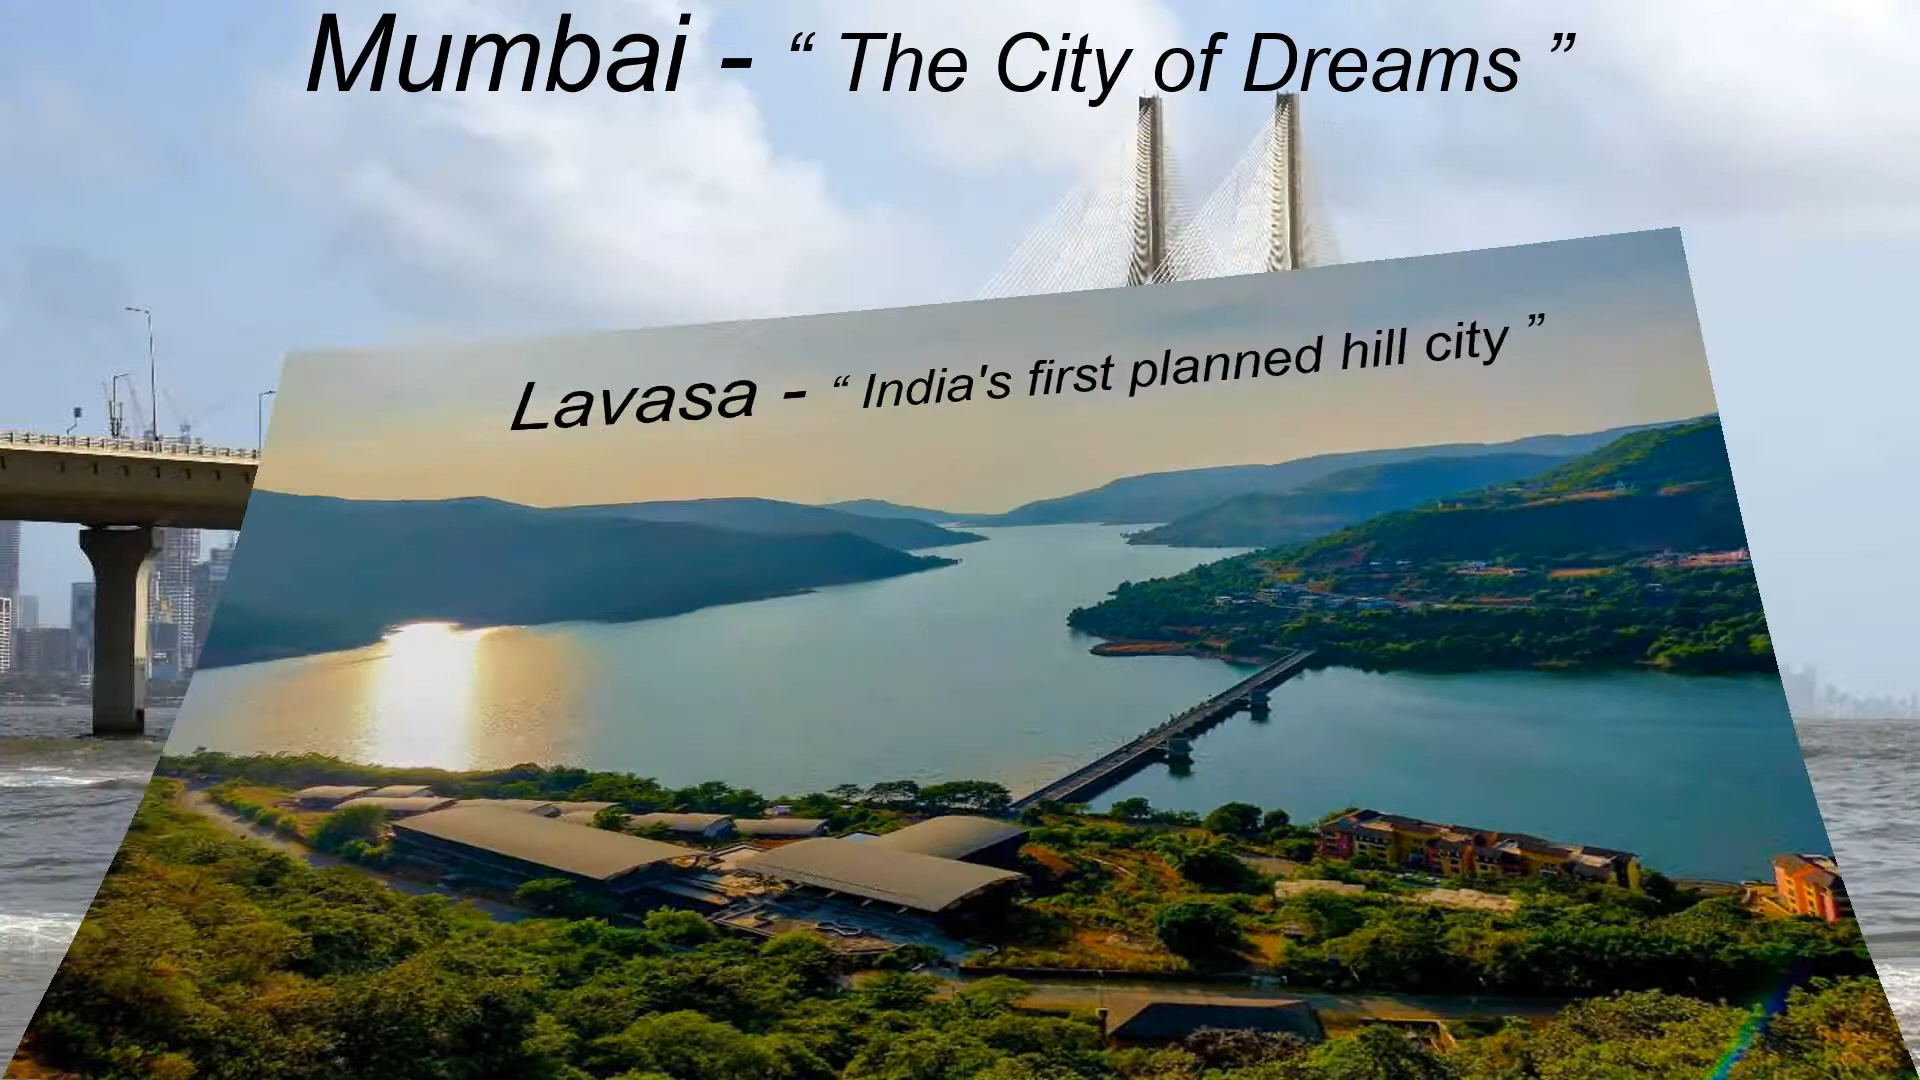 Mumbai - “ The City of Dreams ”
Lavasa - “ India's first planned hill city ”